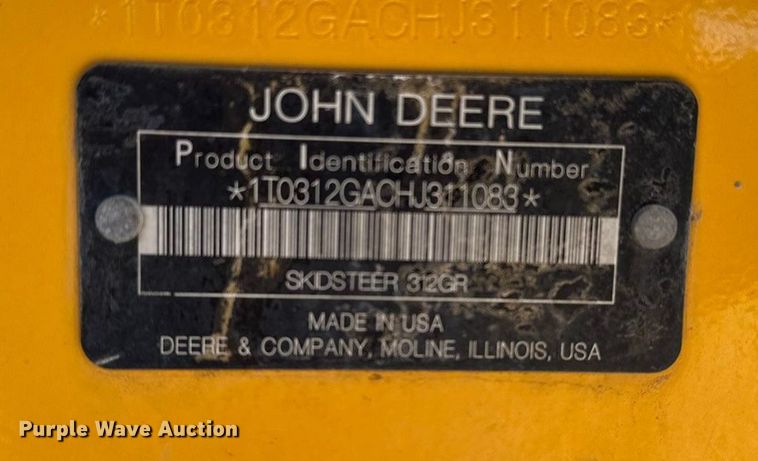 *1T0312GACHJ311083*
JOHN DEERE
Product Identification Number
*1T0312GACHJ311083*
SKIDSTEER 312GR
MADE IN USA
DEERE & COMPANY, MOLINE, ILLINOIS, USA
Purple Wave Auction